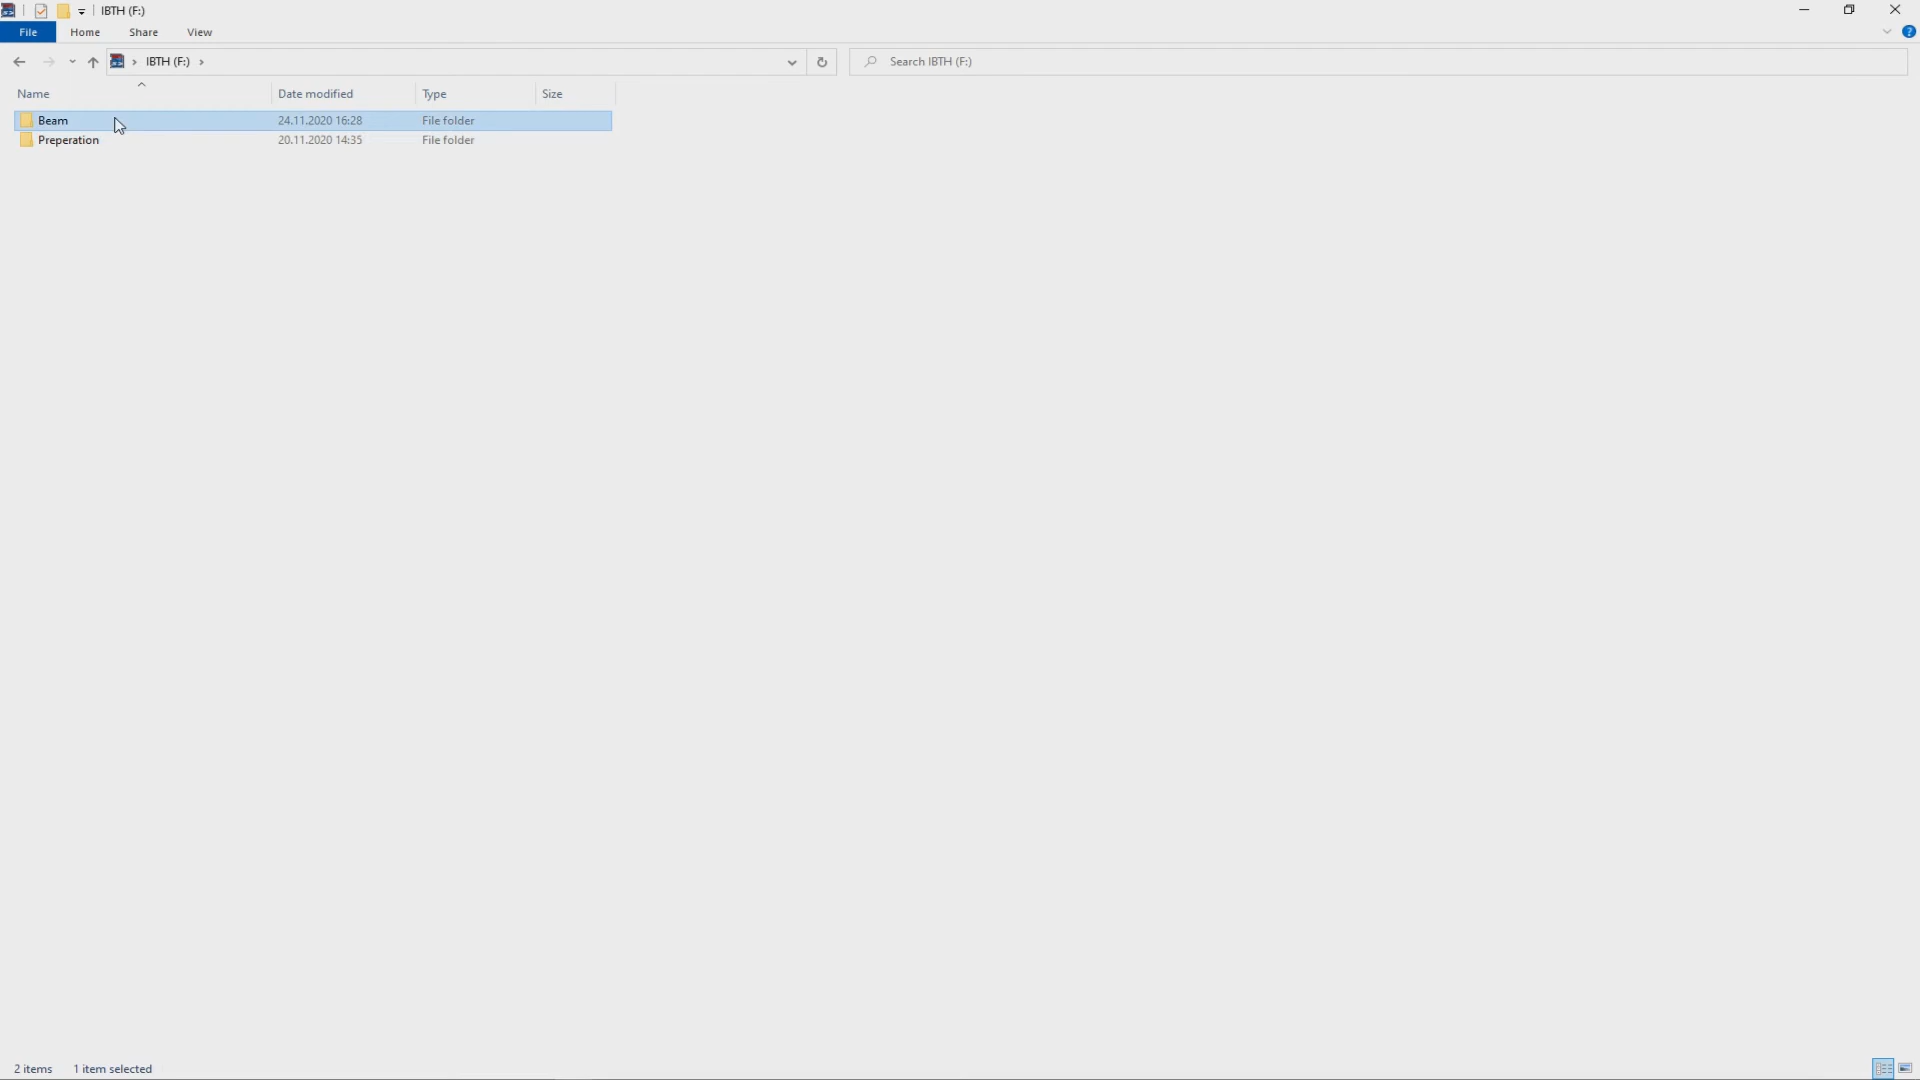 IBTH (F:)
File Home Share View
IBTH (F:) Search IBTH (F:)
Name Date modified Type Size
Beam 24.11.2020 16:28 File folder
Preperation 20.11.2020 14:35 File folder
2 items 1 item selected